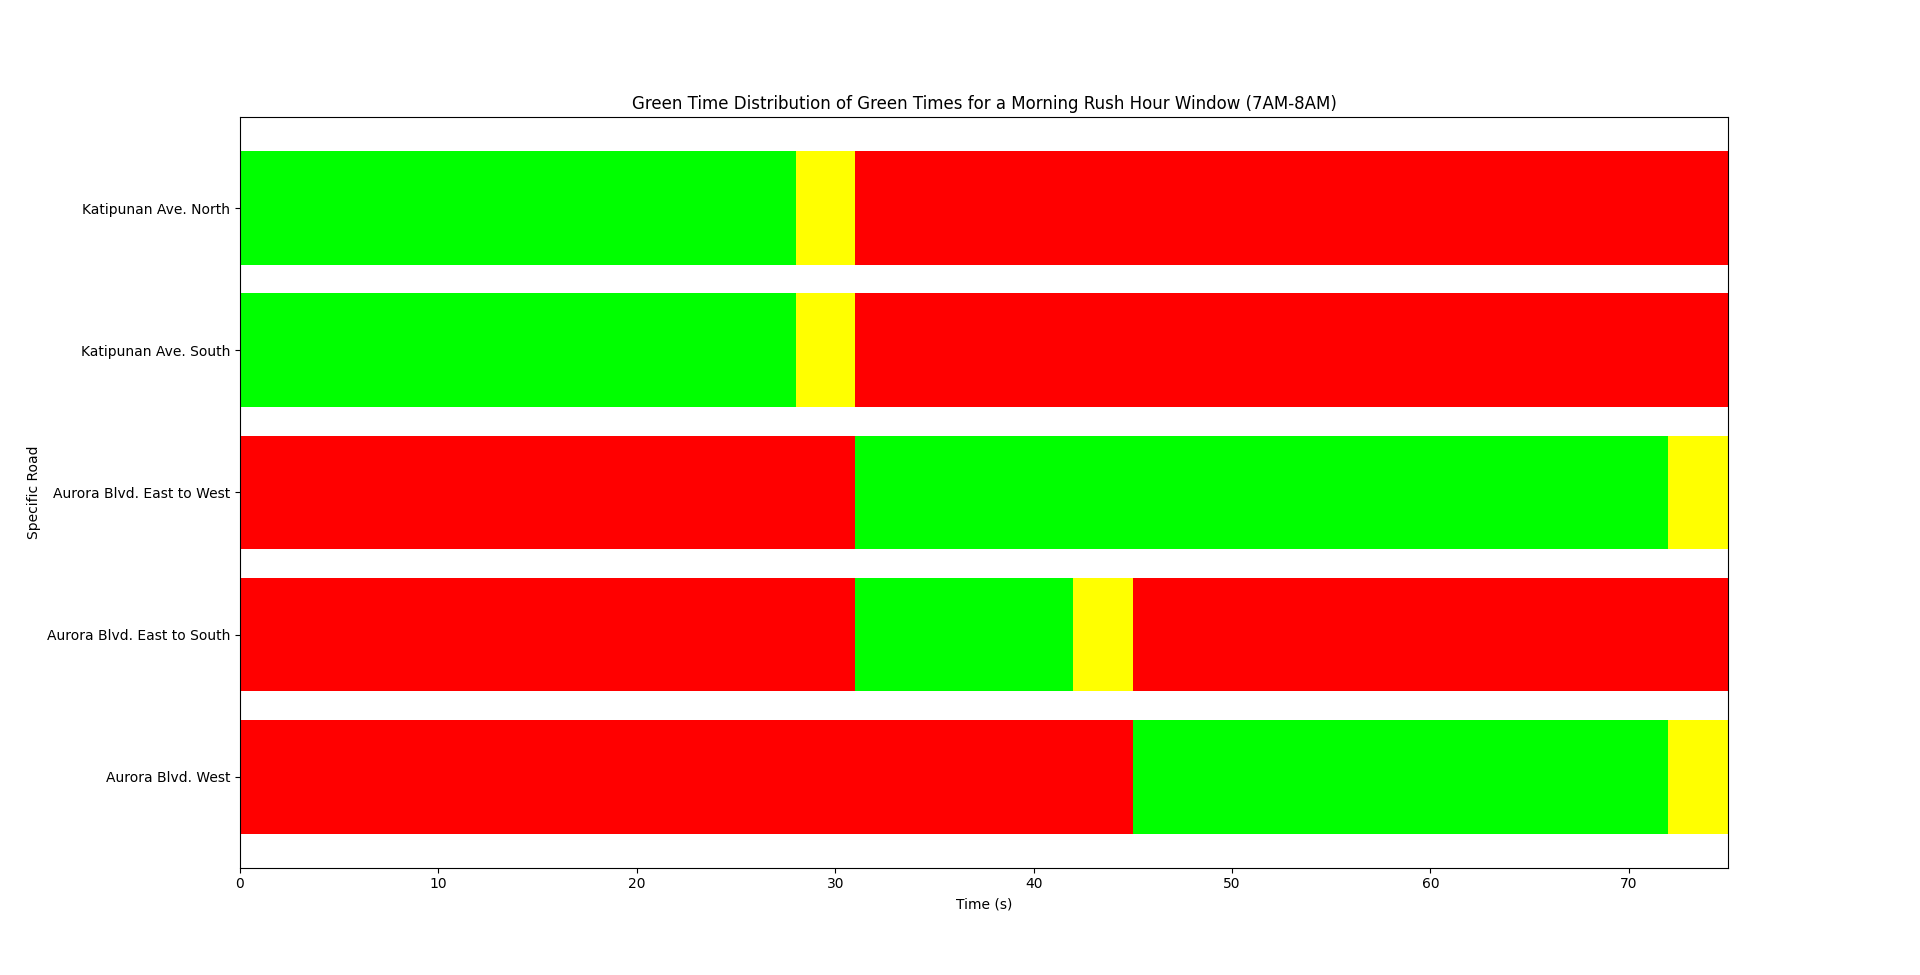 Green Time Distribution of Green Times for a Morning Rush Hour Window (7AM-8AM)
Specific Road
Katipunan Ave. North
Katipunan Ave. South
Aurora Blvd. East to West
Aurora Blvd. East to South
Aurora Blvd. West
0 10 20 30 40 50 60 70
Time (s)